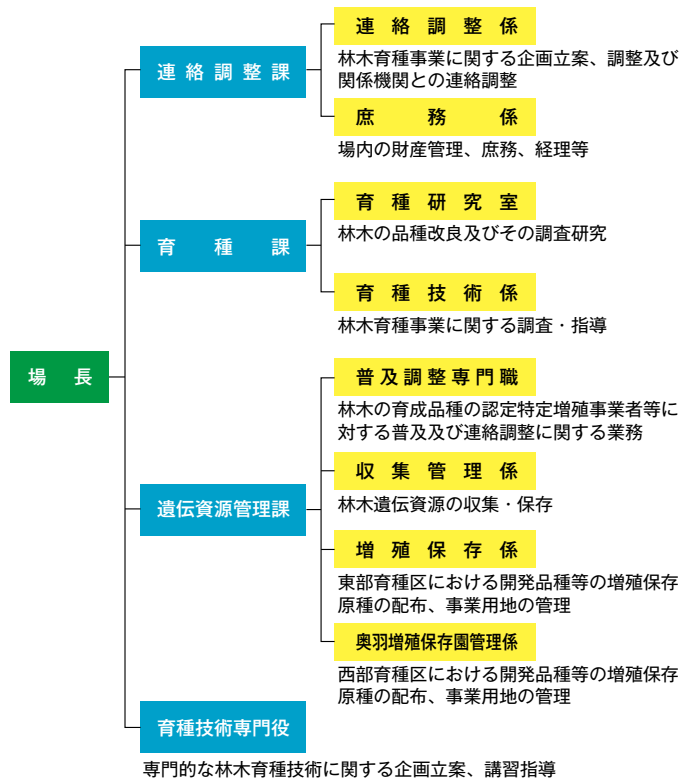 場長
連絡調整課
連絡調整係
林木育種事業に関する企画立案、調整及び
関係機関との連絡調整
庶務係
場内の財産管理、庶務、経理等
育種課
育種研究室
林木の品種改良及びその調査研究
育種技術係
林木育種事業に関する調査・指導
遺伝資源管理課
普及調整専門職
林木の育成品種の認定特定増殖事業者等に
対する普及及び連絡調整に関する業務
収集管理係
林木遺伝資源の収集・保存
増殖保存係
東部育種区における開発品種等の増殖保存
原種の配布、事業用地の管理
奥羽増殖保存園管理係
西部育種区における開発品種等の増殖保存
原種の配布、事業用地の管理
育種技術専門役
専門的な林木育種技術に関する企画立案、講習指導